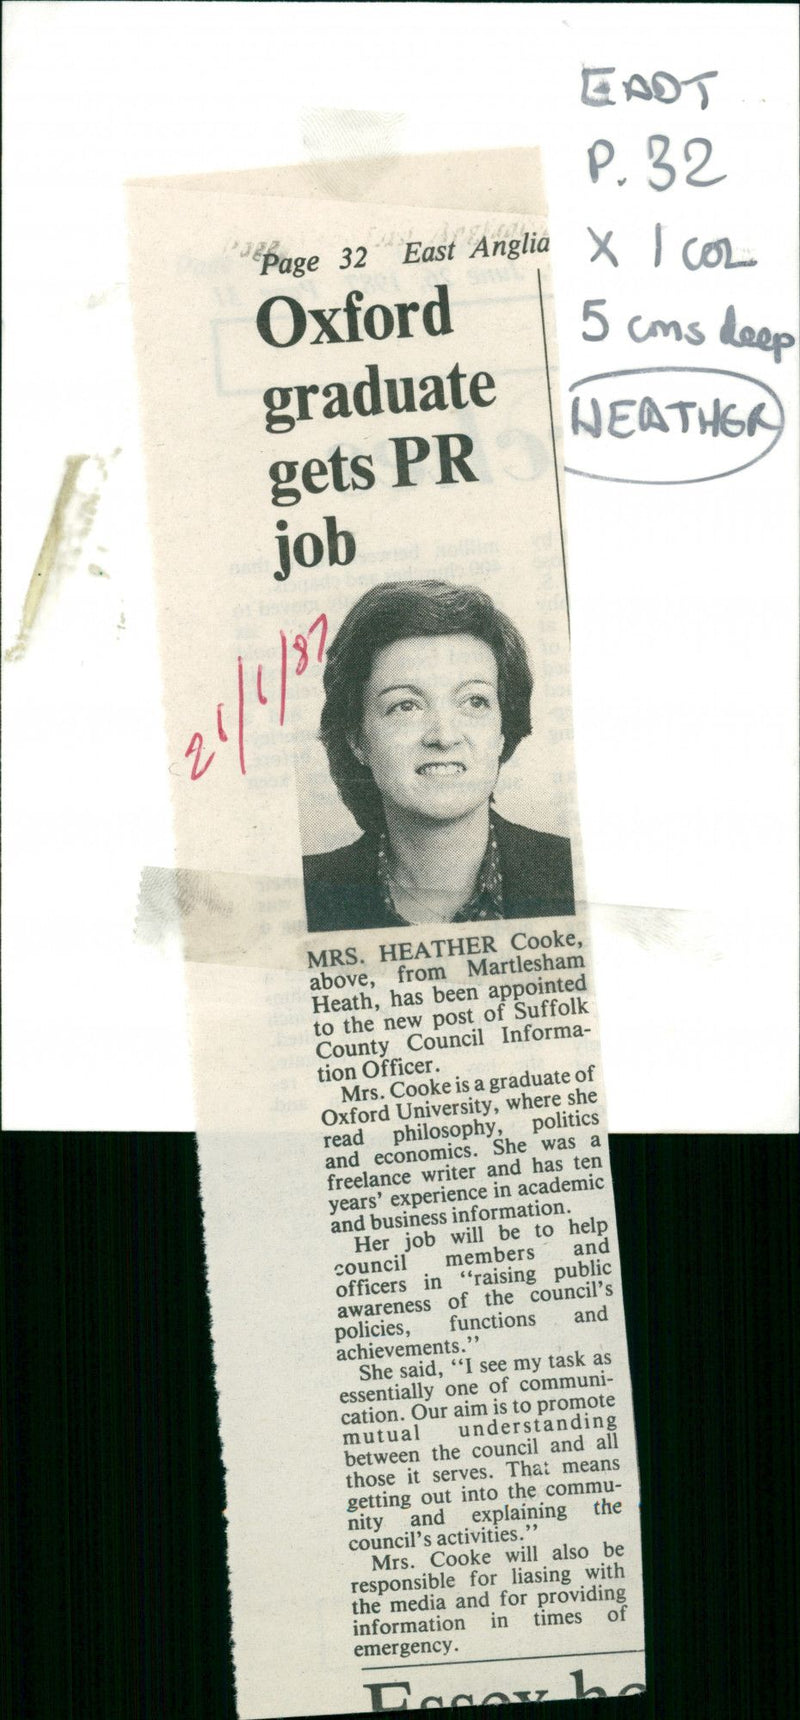 EADT
P. 32
X 1 COL
5 cms deep
HEATHER
Page 32 East Anglia
Oxford
graduate
gets PR
job
MRS. HEATHER Cooke,
above, from Martlesham
Heath, has been appointed
to the new post of Suffolk
County Council Informa-
tion Officer.
Mrs. Cooke is a graduate of
Oxford University, where she
read philosophy, politics
and economics. She was a
freelance writer and has ten
years' experience in academic
and business information.
Her job will be to help
council members and
officers in "raising public
awareness of the council's
policies, functions and
achievements."
She said, "I see my task as
essentially one of communi-
cation. Our aim is to promote
mutual understanding
between the council and all
those it serves. That means
getting out into the commu-
nity and explaining the
council's activities."
Mrs. Cooke will also be
responsible for liasing with
the media and for providing
information in times of
emergency.